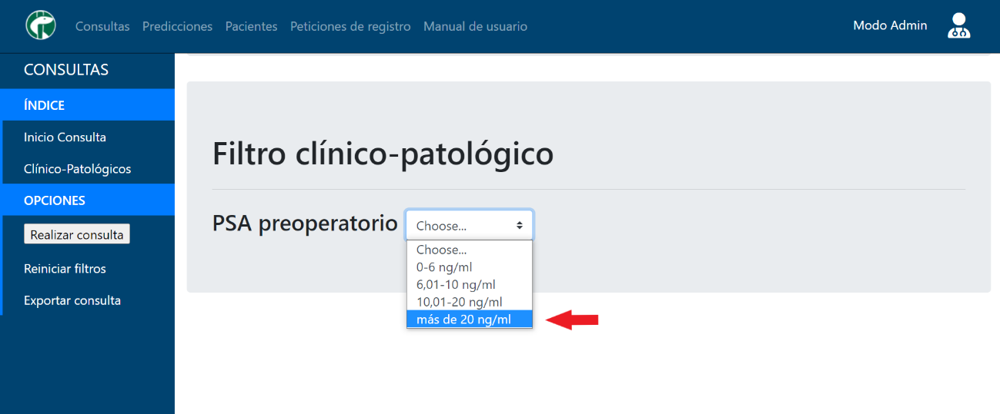 Consultas Predicciones Pacientes Peticiones de registro Manual de usuario Modo Admin
CONSULTAS
ÍNDICE
Inicio Consulta
Clínico-Patológicos
OPCIONES
Realizar consulta
Reiniciar filtros
Exportar consulta
Filtro clínico-patológico
PSA preoperatorio Choose...
Choose...
0-6 ng/ml
6,01-10 ng/ml
10,01-20 ng/ml
más de 20 ng/ml